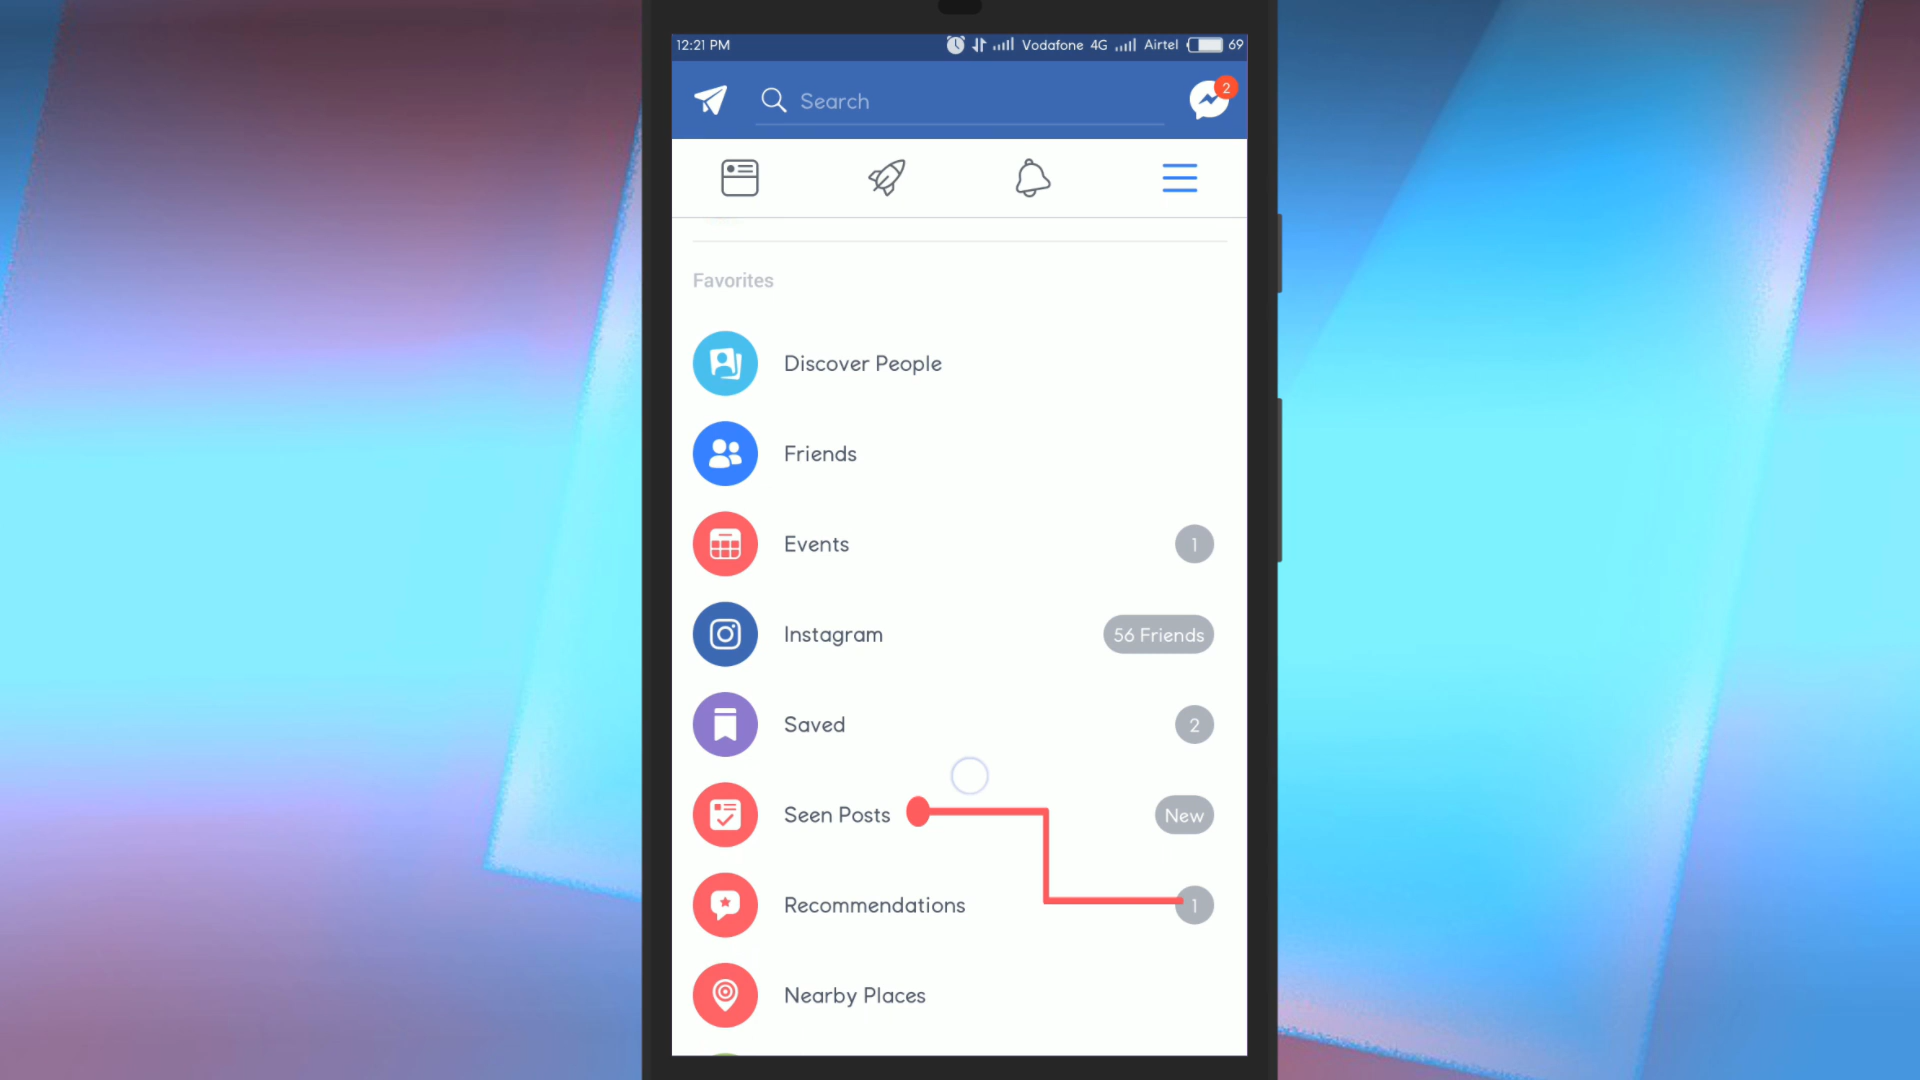 12:21 PM Vodafone 4G Airtel 69
Search 2
Favorites
Discover People
Friends
Events 1
Instagram 56 Friends
Saved 2
Seen Posts New
Recommendations 1
Nearby Places